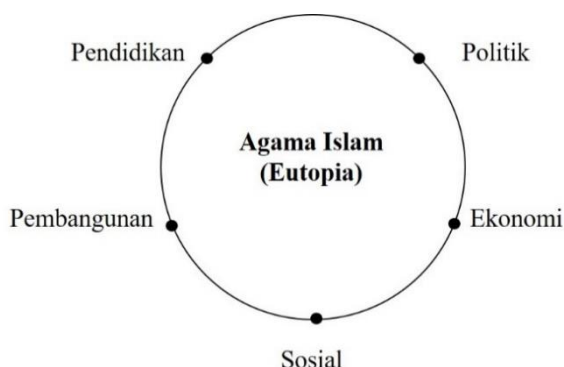 Pendidikan
Politik
Agama Islam
(Eutopia)
Pembangunan
Ekonomi
Sosial